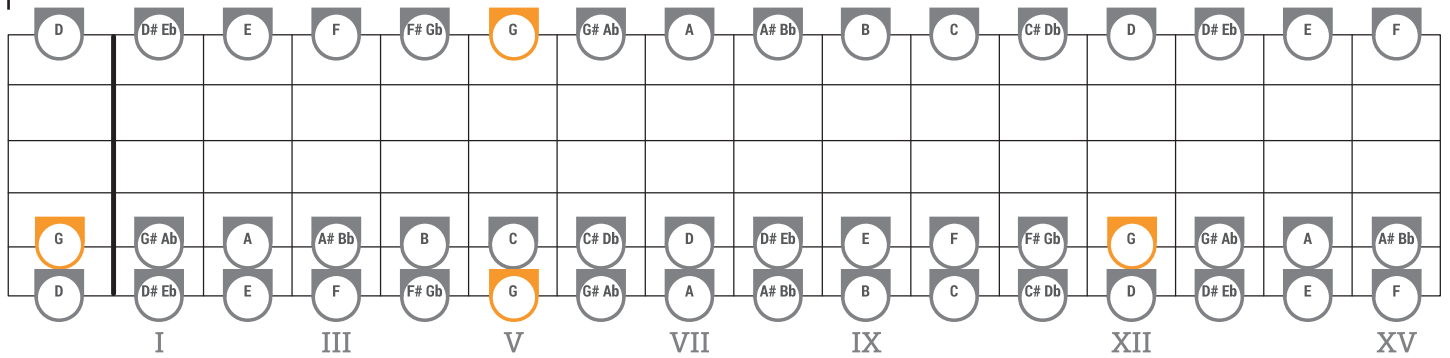 D D# Eb E F F# Gb G G# Ab A A# Bb B C C# Db D D# Eb E F
G G# Ab A A# Bb B C C# Db D D# Eb E F F# Gb G G# Ab A A# Bb
D D# Eb E F F# Gb G G# Ab A A# Bb B C C# Db D D# Eb E F
I III V VII IX XII XV